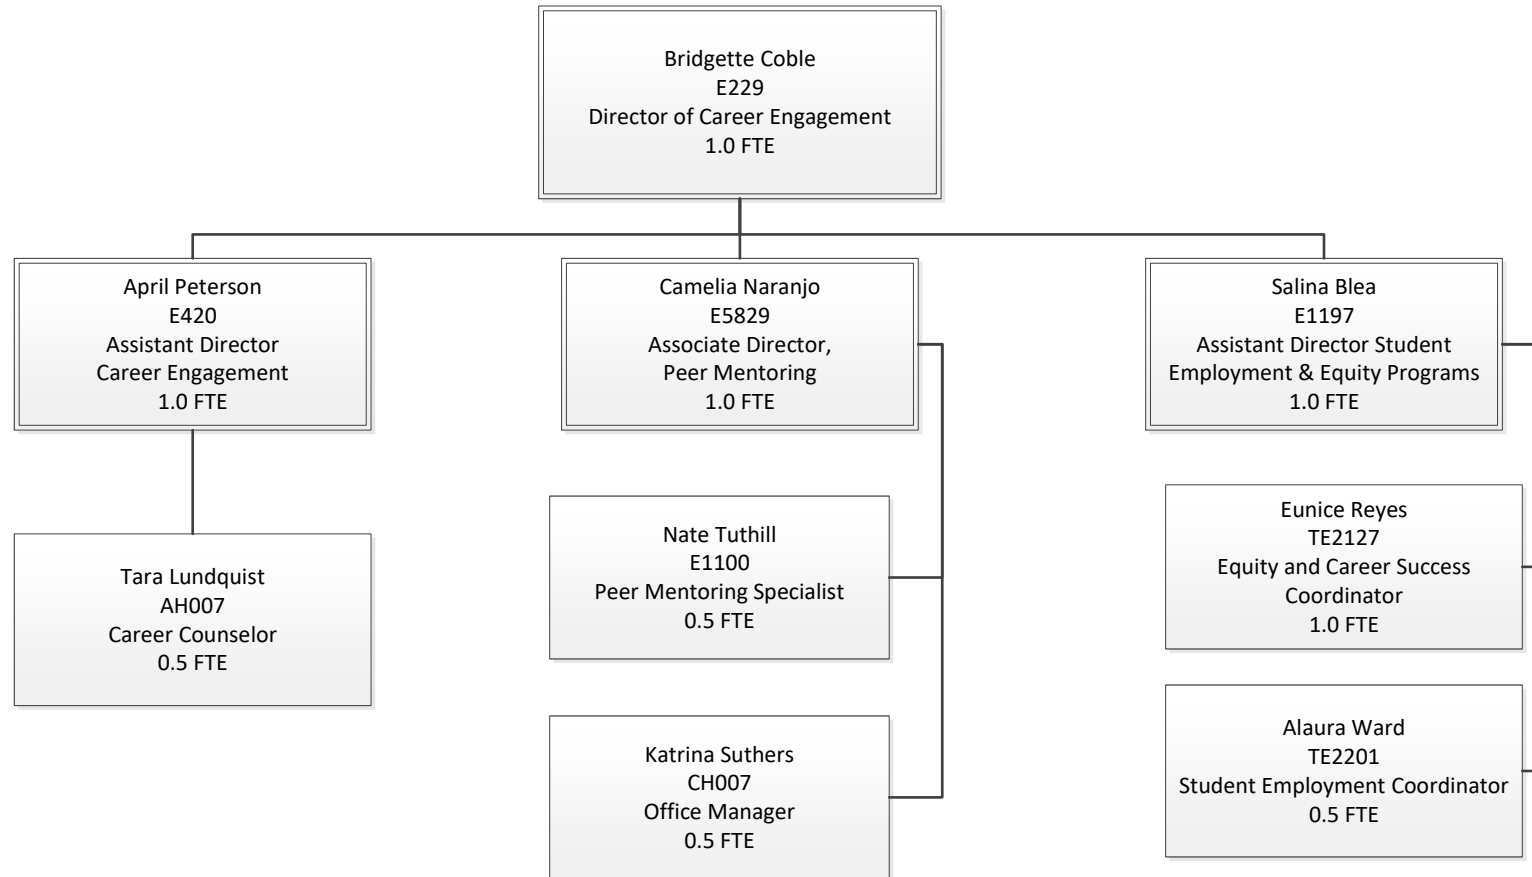 Bridgette Coble
E229
Director of Career Engagement
1.0 FTE
April Peterson
E420
Assistant Director
Career Engagement
1.0 FTE
Camelia Naranjo
E5829
Associate Director,
Peer Mentoring
1.0 FTE
Salina Blea
E1197
Assistant Director Student
Employment & Equity Programs
1.0 FTE
Tara Lundquist
AH007
Career Counselor
0.5 FTE
Nate Tuthill
E1100
Peer Mentoring Specialist
0.5 FTE
Eunice Reyes
TE2127
Equity and Career Success
Coordinator
1.0 FTE
Katrina Suthers
CH007
Office Manager
0.5 FTE
Alaura Ward
TE2201
Student Employment Coordinator
0.5 FTE